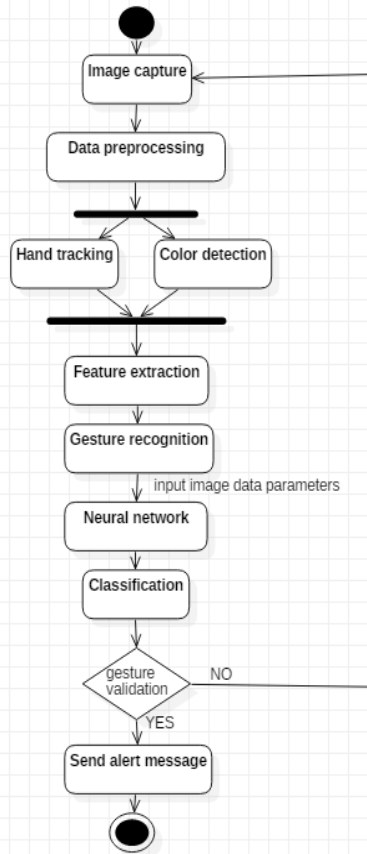 Image capture
Data preprocessing
Hand tracking
Color detection
Feature extraction
Gesture recognition
input image data parameters
Neural network
Classification
gesture
validation
NO
YES
Send alert message